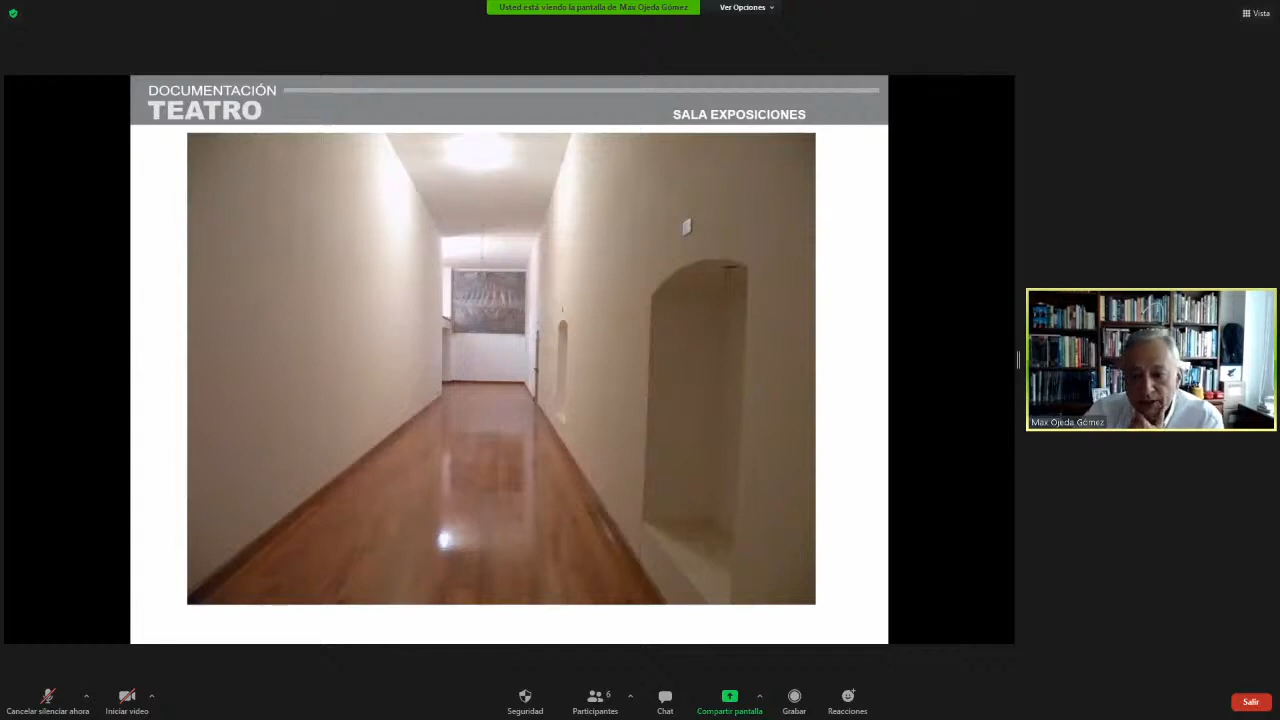 Usted está viendo la pantalla de Max Ojeda Gómez
Ver Opciones
Vista
DOCUMENTACIÓN
TEATRO
SALA EXPOSICIONES
Max Ojeda Gómez
Cancelar silenciar ahora
Iniciar video
Seguridad
6
Participantes
Chat
Compartir pantalla
Grabar
Reacciones
Salir